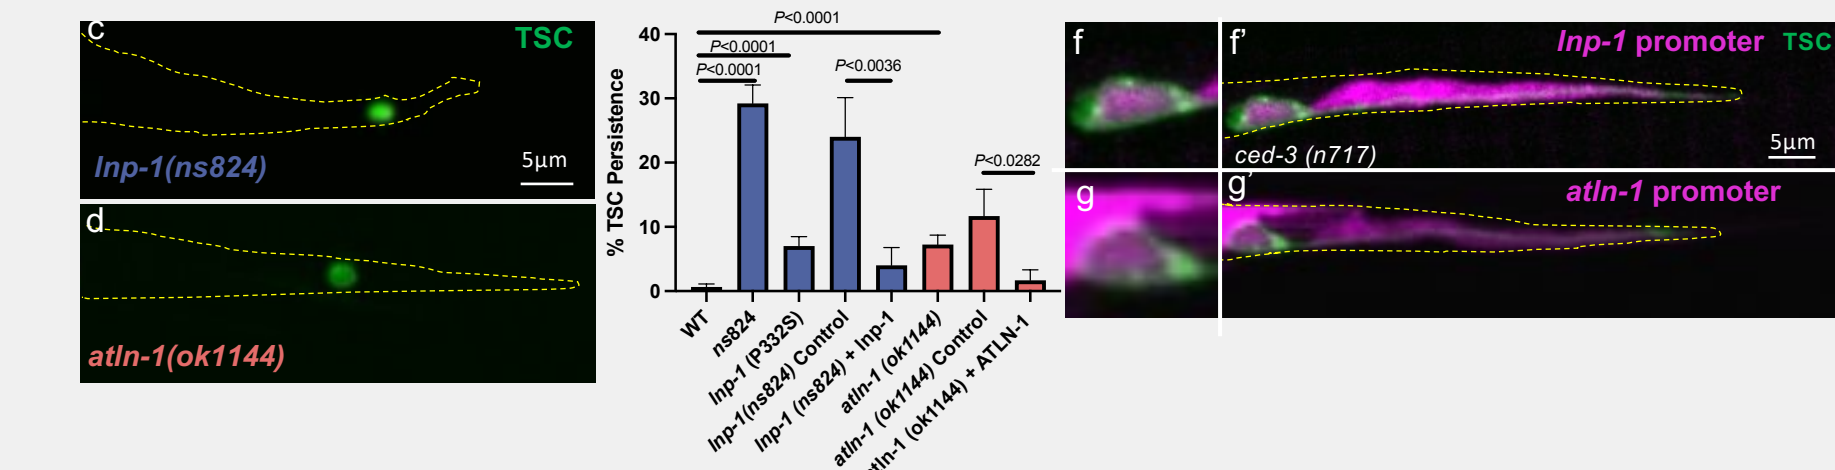 c
TSC
lnp-1(ns824)
5µm
d
atln-1(ok1144)
% TSC Persistence
40
30
20
10
0
P<0.0001
P<0.0001
P<0.0001
P<0.0036
P<0.0282
WT
ns824
lnp-1 (P332S)
lnp-1(ns824) Control
lnp-1 (ns824) + lnp-1
atln-1 (ok1144)
atln-1 (ok1144) Control
atln-1 (ok1144) + ATLN-1
f
f’
lnp-1 promoter TSC
ced-3 (n717)
5µm
g
g’
atln-1 promoter